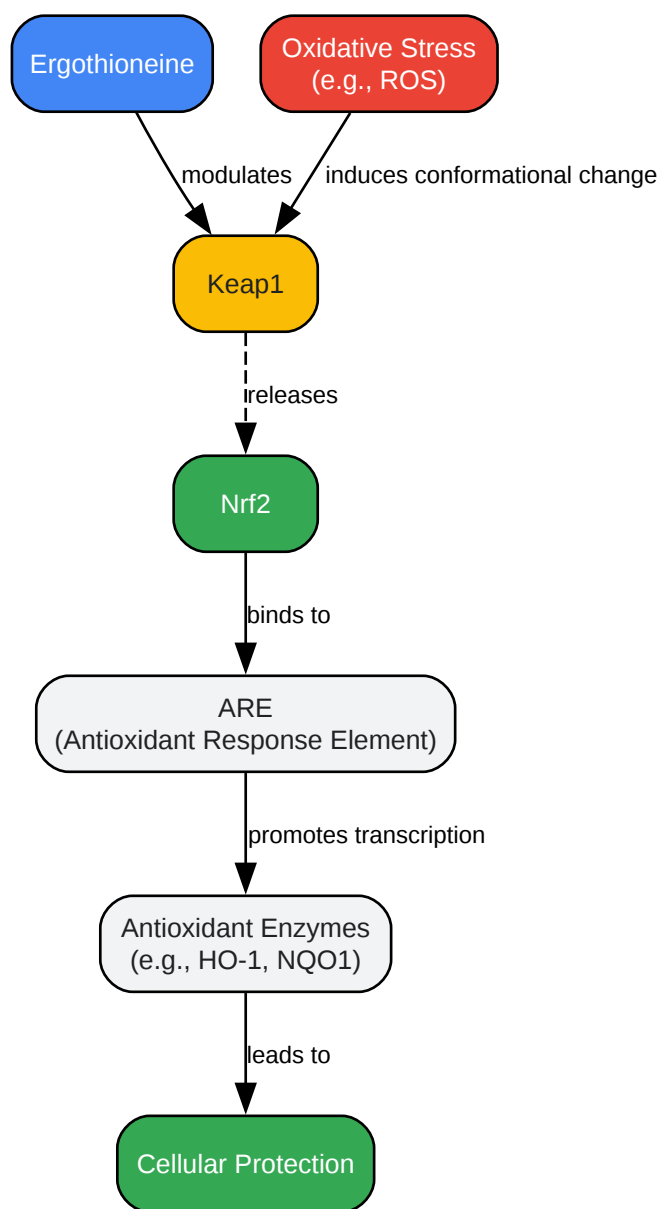 Ergothioneine
Oxidative Stress
(e.g., ROS)
modulates
induces conformational change
Keap1
releases
Nrf2
binds to
ARE
(Antioxidant Response Element)
promotes transcription
Antioxidant Enzymes
(e.g., HO-1, NQO1)
leads to
Cellular Protection